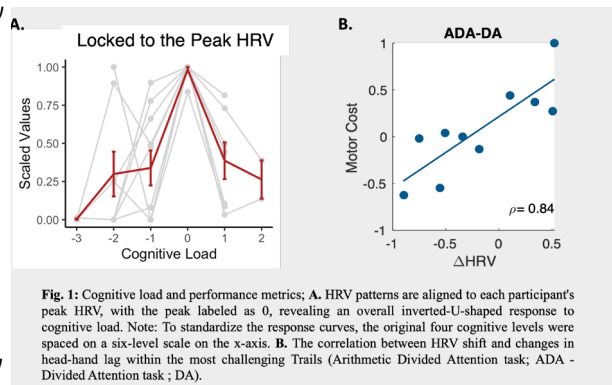 A.
B.
Locked to the Peak HRV
1.00
0.75
0.50
0.25
0.00
Scaled Values
-3 -2 -1 0 1 2
Cognitive Load
ADA-DA
1
0.5
0
-0.5
-1
Motor Cost
ρ= 0.84
-1 -0.5 0 0.5
ΔHRV
Fig. 1: Cognitive load and performance metrics; A. HRV patterns are aligned to each participant's
peak HRV, with the peak labeled as 0, revealing an overall inverted-U-shaped response to
cognitive load. Note: To standardize the response curves, the original four cognitive levels were
spaced on a six-level scale on the x-axis. B. The correlation between HRV shift and changes in
head-hand lag within the most challenging Trails (Arithmetic Divided Attention task; ADA -
Divided Attention task ; DA).